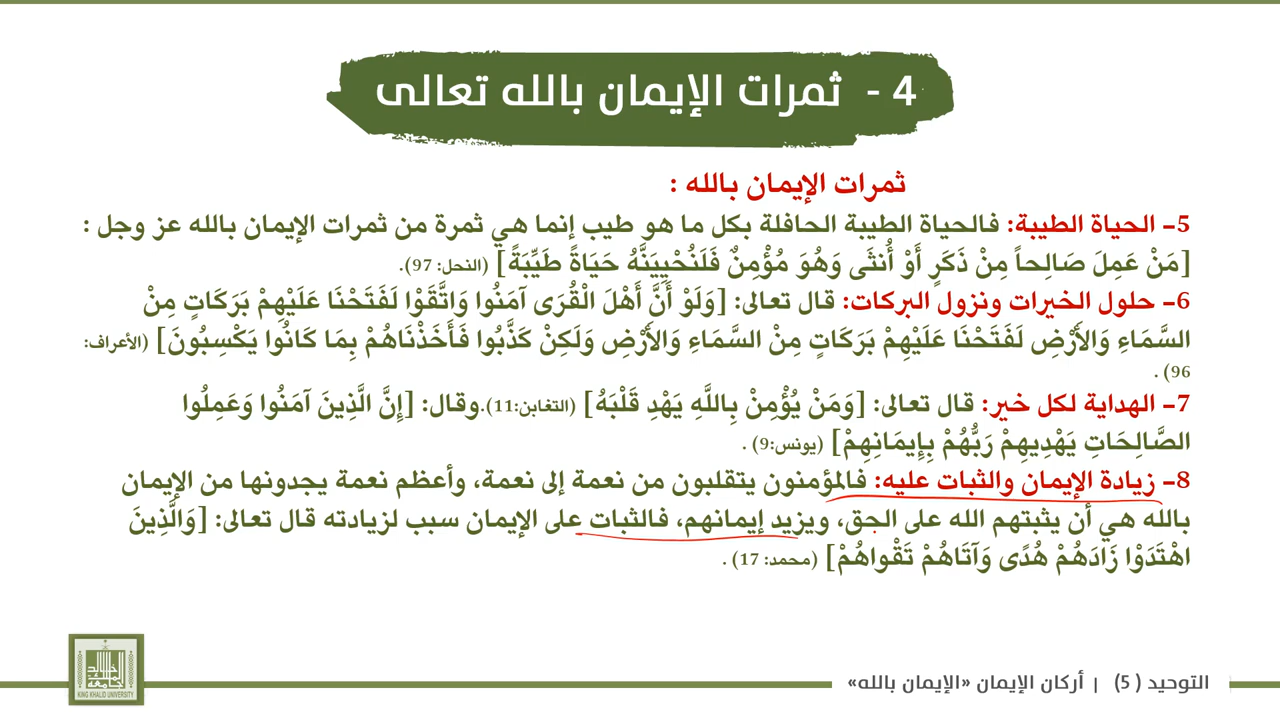 4 - ثمرات الإيمان بالله تعالى
ثمرات الإيمان بالله :
5- الحياة الطيبة: فالحياة الطيبة الحافلة بكل ما هو طيب إنما هي ثمرة من ثمرات الإيمان بالله عز وجل :
[مَنْ عَمِلَ صَالِحاً مِنْ ذَكَرٍ أَوْ أُنثَى وَهُوَ مُؤْمِنٌ فَلَنُحْيِيَنَّهُ حَيَاةً طَيِّبَةً] (النحل: 97).
6- حلول الخيرات ونزول البركات: قال تعالى: [وَلَوْ أَنَّ أَهْلَ الْقُرَى آمَنُوا وَاتَّقَوْا لَفَتَحْنَا عَلَيْهِمْ بَرَكَاتٍ مِنْ
السَّمَاءِ وَالأَرْضِ لَفَتَحْنَا عَلَيْهِمْ بَرَكَاتٍ مِنْ السَّمَاءِ وَالأَرْضِ وَلَكِنْ كَذَّبُوا فَأَخَذْنَاهُمْ بِمَا كَانُوا يَكْسِبُونَ] (الأعراف:
96) .
7- الهداية لكل خير: قال تعالى: [وَمَنْ يُؤْمِنْ بِاللَّهِ يَهْدِ قَلْبَهُ] (التغابن:11).وقال: [إِنَّ الَّذِينَ آمَنُوا وَعَمِلُوا
الصَّالِحَاتِ يَهْدِيهِمْ رَبُّهُمْ بِإِيمَانِهِمْ] (يونس:9) .
8- زيادة الإيمان والثبات عليه: فالمؤمنون يتقلبون من نعمة إلى نعمة، وأعظم نعمة يجدونها من الإيمان
بالله هي أن يثبتهم الله على الحق، ويزيد إيمانهم، فالثبات على الإيمان سبب لزيادته قال تعالى: [وَالَّذِينَ
اهْتَدَوْا زَادَهُمْ هُدًى وَآتَاهُمْ تَقْواهُمْ] (محمد: 17) .
جامعة الملك خالد
KING KHALID UNIVERSITY
التوحيد ( 5) | أركان الإيمان «الإيمان بالله»